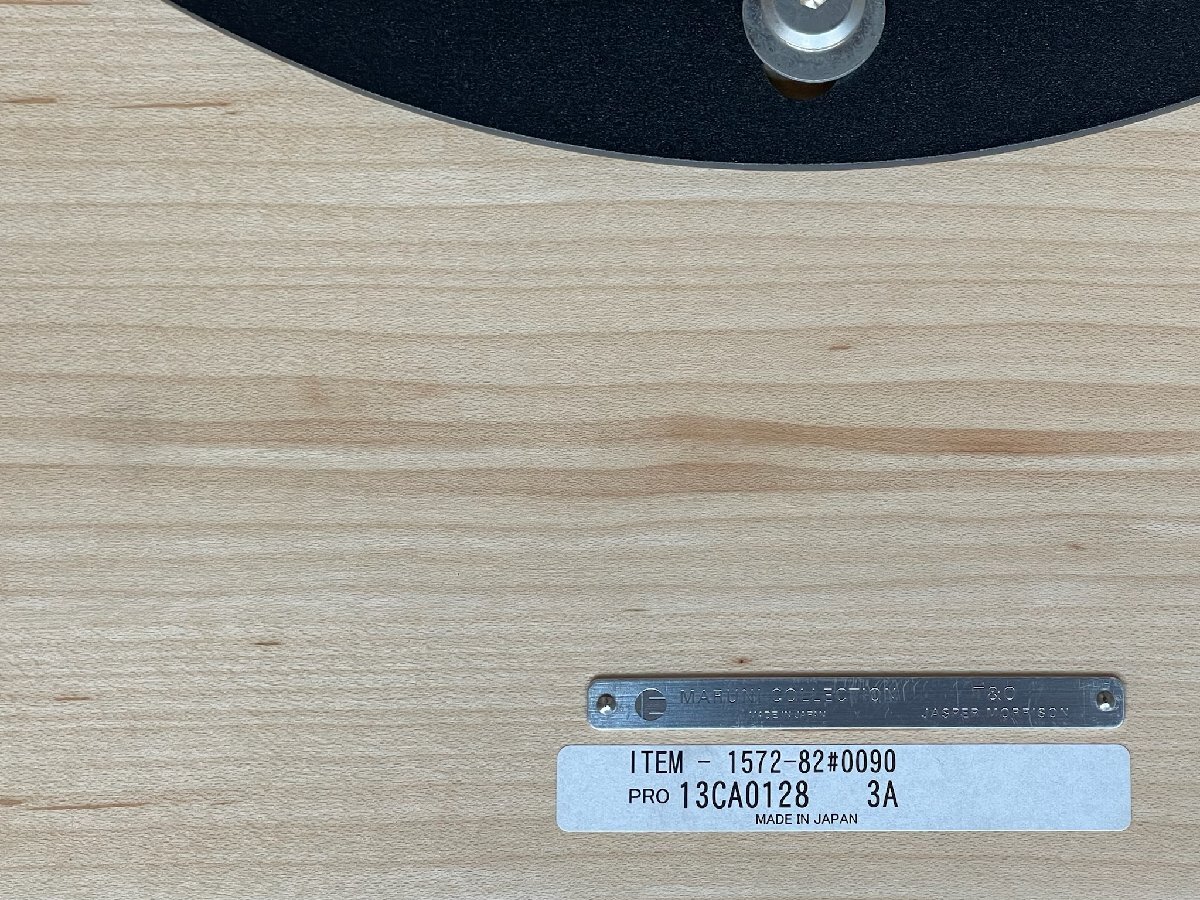 MARUNI COLLECTION T&O
MADE IN JAPAN JASPER MORRISON
ITEM - 1572-82#0090
PRO 13CA0128 3A
MADE IN JAPAN